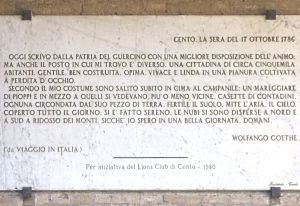 CENTO, LA SERA DEL 17 OTTOBRE 1786
OGGI SCRIVO DALLA PATRIA DEL GUERCINO CON UNA MIGLIORE DISPOSIZIONE DELL'ANIMO;
MA ANCHE IL POSTO IN CUI MI TROVO E' DIVERSO. UNA CITTADINA DI CIRCA CINQUEMILA
ABITANTI, GENTILE, BEN COSTRUITA, OPIMA, VIVACE E LINDA IN UNA PIANURA COLTIVATA
A PERDITA D'OCCHIO.
SECONDO IL MIO COSTUME SONO SALITO SUBITO IN CIMA AL CAMPANILE: UN MAREGGIARE
DI PIOPPI E IN MEZZO A QUELLI SI VEDEVANO, PIU' O MENO VICINE, CASETTE DI CONTADINI,
OGNUNA CIRCONDATA DAL SUO PEZZO DI TERRA. FERTILE IL SUOLO, MITE L'ARIA, IL CIELO,
COPERTO TUTTO IL GIORNO, SI E' FATTO SERENO. LE NUBI SI SONO DISPERSE A NORD E
A SUD A RIDOSSO DEI MONTI, SICCHE' IO SPERO IN UNA BELLA GIORNATA, DOMANI
WOLFANGO GOETHE
(da VIAGGIO IN ITALIA)
Per iniziativa del Lions Club di Cento - 1980